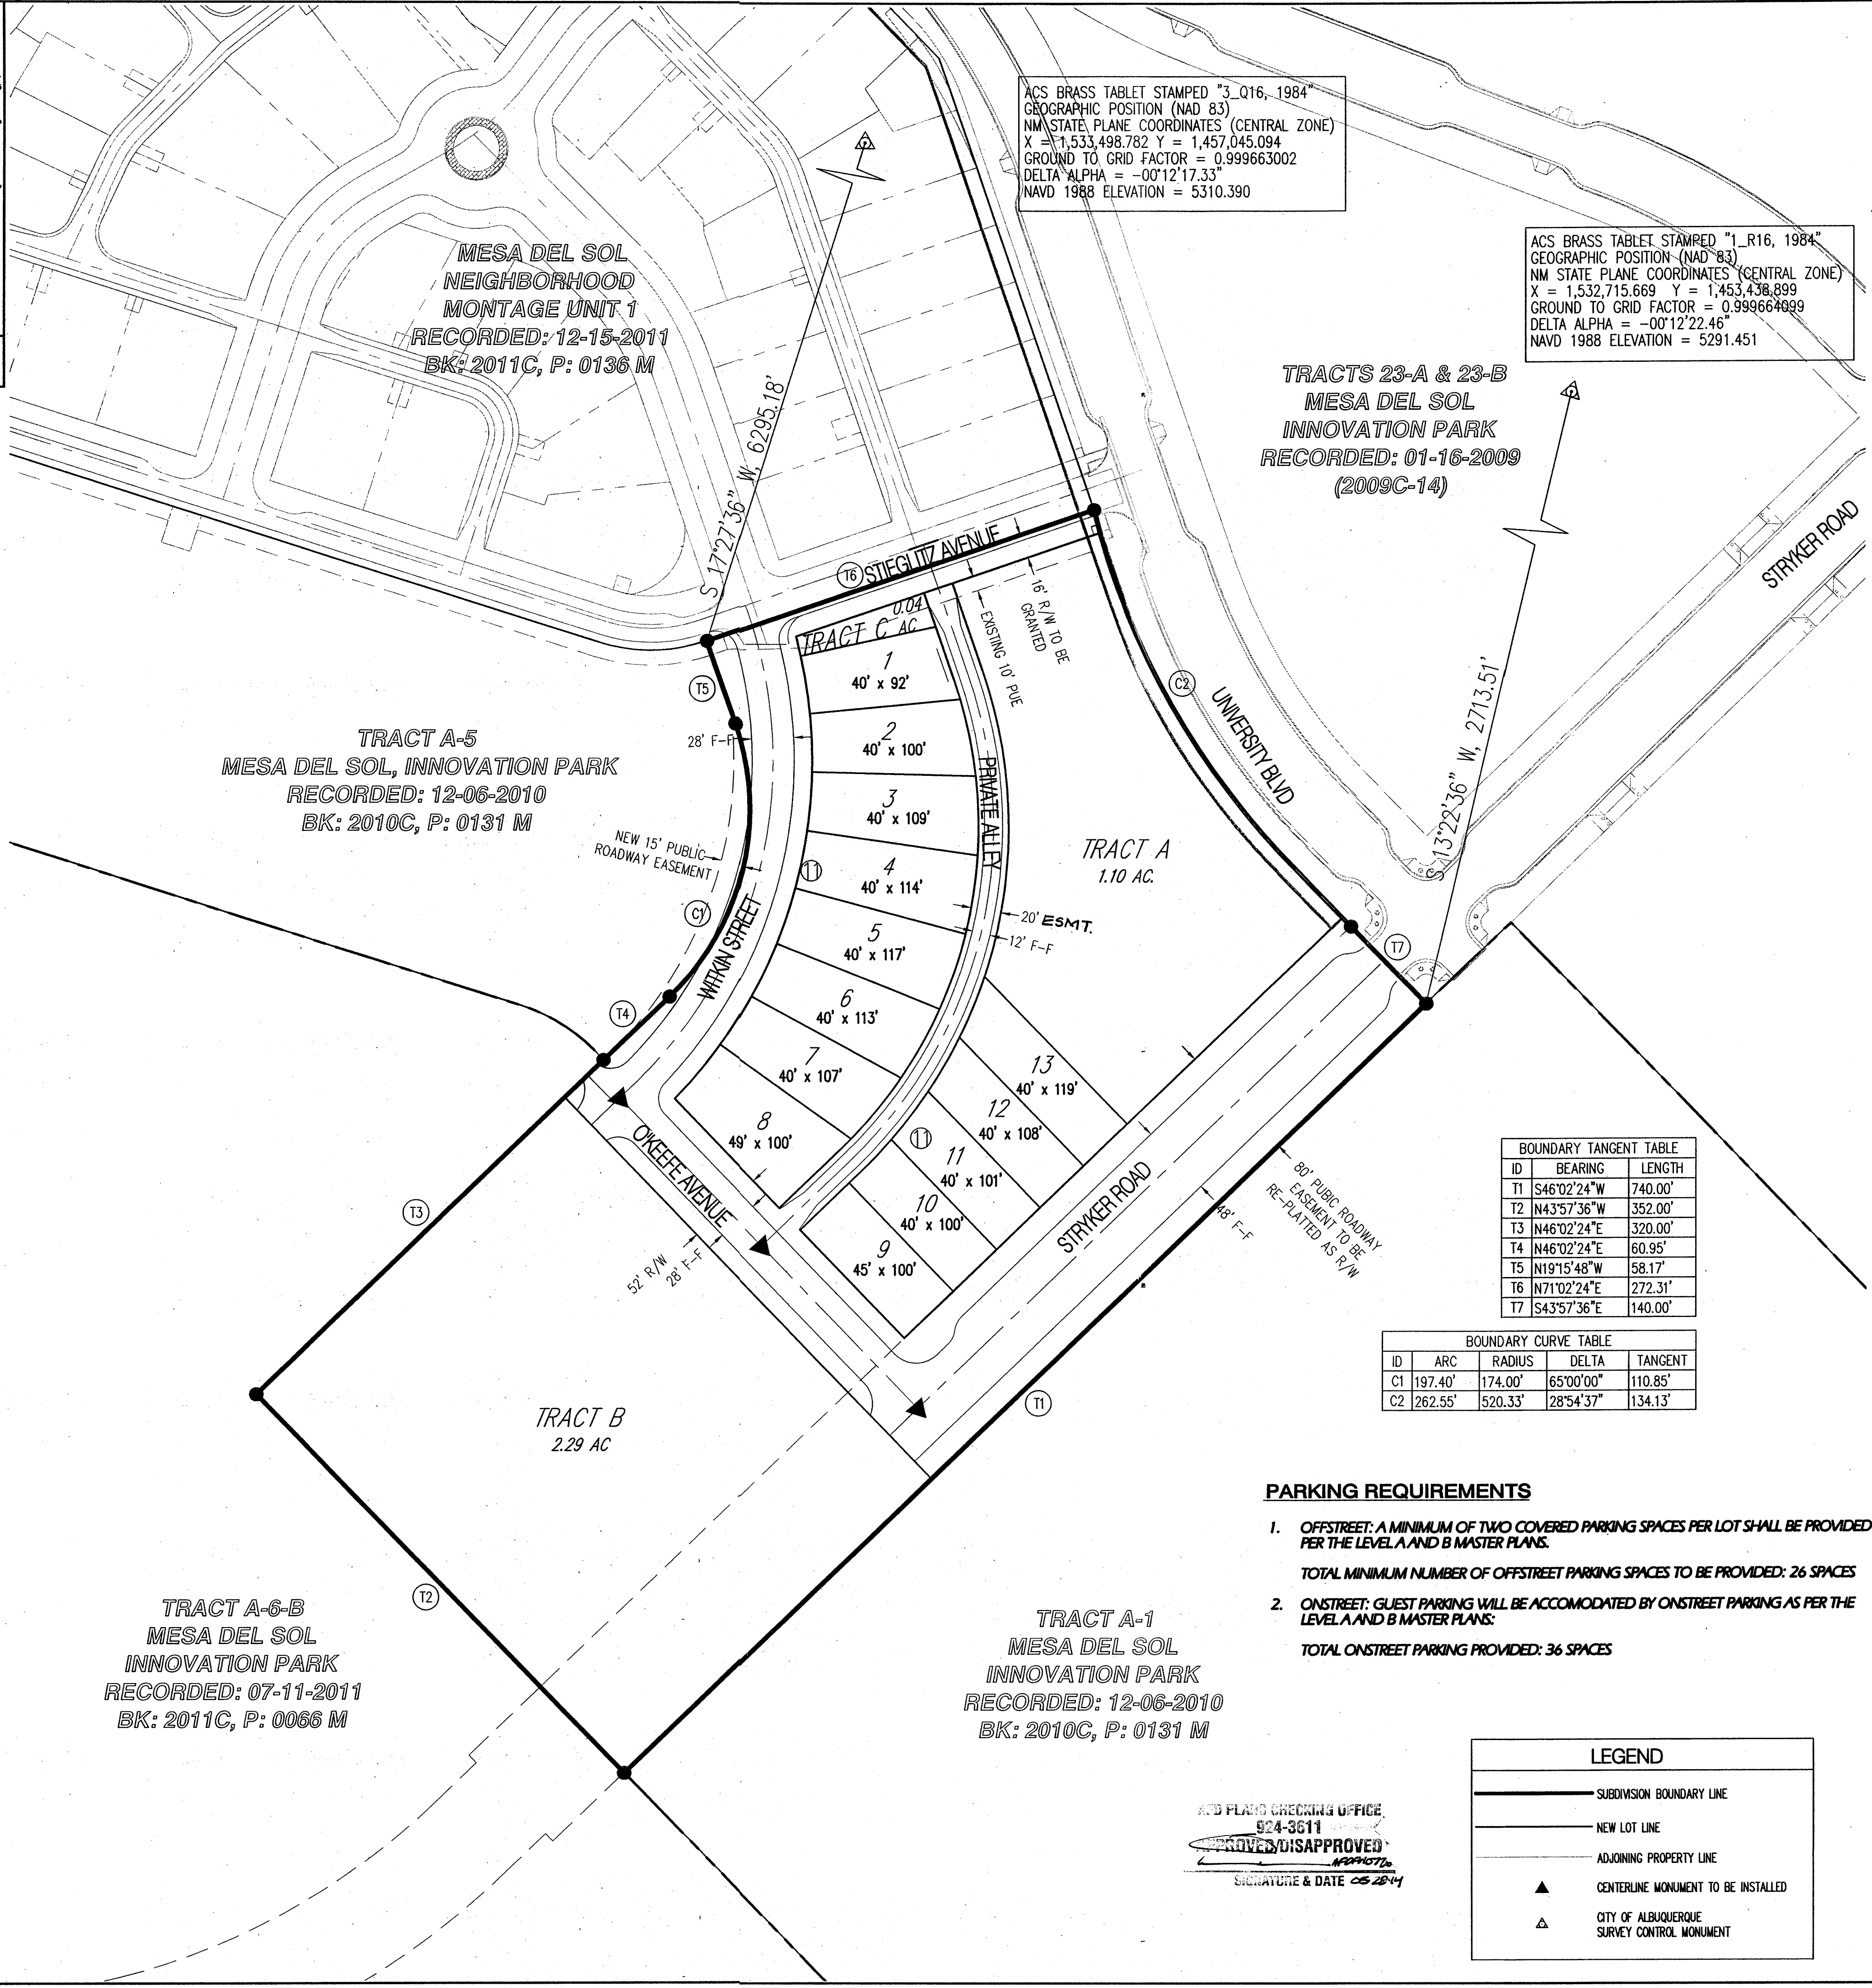 ACS BRASS TABLET STAMPED "3_Q16, 1984"
GEOGRAPHIC POSITION (NAD 83)
NM STATE PLANE COORDINATES (CENTRAL ZONE)
X = 1,533,498.782 Y = 1,457,045.094
GROUND TO GRID FACTOR = 0.999663002
DELTA ALPHA = -00°12'17.33"
NAVD 1988 ELEVATION = 5310.390
ACS BRASS TABLET STAMPED "1_R16, 1984"
GEOGRAPHIC POSITION (NAD 83)
NM STATE PLANE COORDINATES (CENTRAL ZONE)
X = 1,532,715.669 Y = 1,453,438.899
GROUND TO GRID FACTOR = 0.999664099
DELTA ALPHA = -00°12'22.46"
NAVD 1988 ELEVATION = 5291.451
MESA DEL SOL
NEIGHBORHOOD
MONTAGE UNIT 1
RECORDED: 12-15-2011
BK: 2011C, P: 0136 M
TRACTS 23-A & 23-B
MESA DEL SOL
INNOVATION PARK
RECORDED: 01-16-2009
(2009C-14)
S 17°27'36" W, 6295.18'
STRYKER ROAD
T6
STIEGLITZ AVENUE
16' R/W TO BE
GRANTED
EXISTING 10' PUE
0.04
TRACT C AC
T5
28' F-F
C2
UNIVERSITY BLVD
S 13°22'36" W, 2713.51'
TRACT A-5
MESA DEL SOL, INNOVATION PARK
RECORDED: 12-06-2010
BK: 2010C, P: 0131 M
NEW 15' PUBLIC
ROADWAY EASEMENT
1
40' x 92'
2
40' x 100'
3
40' x 109'
4
40' x 114'
11
5
40' x 117'
6
40' x 113'
7
40' x 107'
8
49' x 100'
PRIVATE ALLEY
TRACT A
1.10 AC.
20' ESMT.
12' F-F
C1
WITKIN STREET
T4
T7
13
40' x 119'
12
40' x 108'
11
11
40' x 101'
10
40' x 100'
9
45' x 100'
O'KEEFE AVENUE
STRYKER ROAD
T3
52' R/W
28' F-F
80' PUBIC ROADWAY
EASEMENT TO BE
RE-PLATTED AS R/W
48' F-F
T1
TRACT B
2.29 AC
T2
BOUNDARY TANGENT TABLE
ID BEARING LENGTH
T1 S46°02'24"W 740.00'
T2 N43°57'36"W 352.00'
T3 N46°02'24"E 320.00'
T4 N46°02'24"E 60.95'
T5 N19°15'48"W 58.17'
T6 N71°02'24"E 272.31'
T7 S43°57'36"E 140.00'
BOUNDARY CURVE TABLE
ID ARC RADIUS DELTA TANGENT
C1 197.40' 174.00' 65°00'00" 110.85'
C2 262.55' 520.33' 28°54'37" 134.13'
PARKING REQUIREMENTS
1. OFFSTREET: A MINIMUM OF TWO COVERED PARKING SPACES PER LOT SHALL BE PROVIDED
PER THE LEVEL A AND B MASTER PLANS.
TOTAL MINIMUM NUMBER OF OFFSTREET PARKING SPACES TO BE PROVIDED: 26 SPACES
2. ONSTREET: GUEST PARKING WILL BE ACCOMODATED BY ONSTREET PARKING AS PER THE
LEVEL A AND B MASTER PLANS:
TOTAL ONSTREET PARKING PROVIDED: 36 SPACES
TRACT A-6-B
MESA DEL SOL
INNOVATION PARK
RECORDED: 07-11-2011
BK: 2011C, P: 0066 M
TRACT A-1
MESA DEL SOL
INNOVATION PARK
RECORDED: 12-06-2010
BK: 2010C, P: 0131 M
PLANS CHECKING OFFICE
924-3611
APPROVED/DISAPPROVED
SIGNATURE & DATE
LEGEND
SUBDIVISION BOUNDARY LINE
NEW LOT LINE
ADJOINING PROPERTY LINE
CENTERLINE MONUMENT TO BE INSTALLED
CITY OF ALBUQUERQUE
SURVEY CONTROL MONUMENT